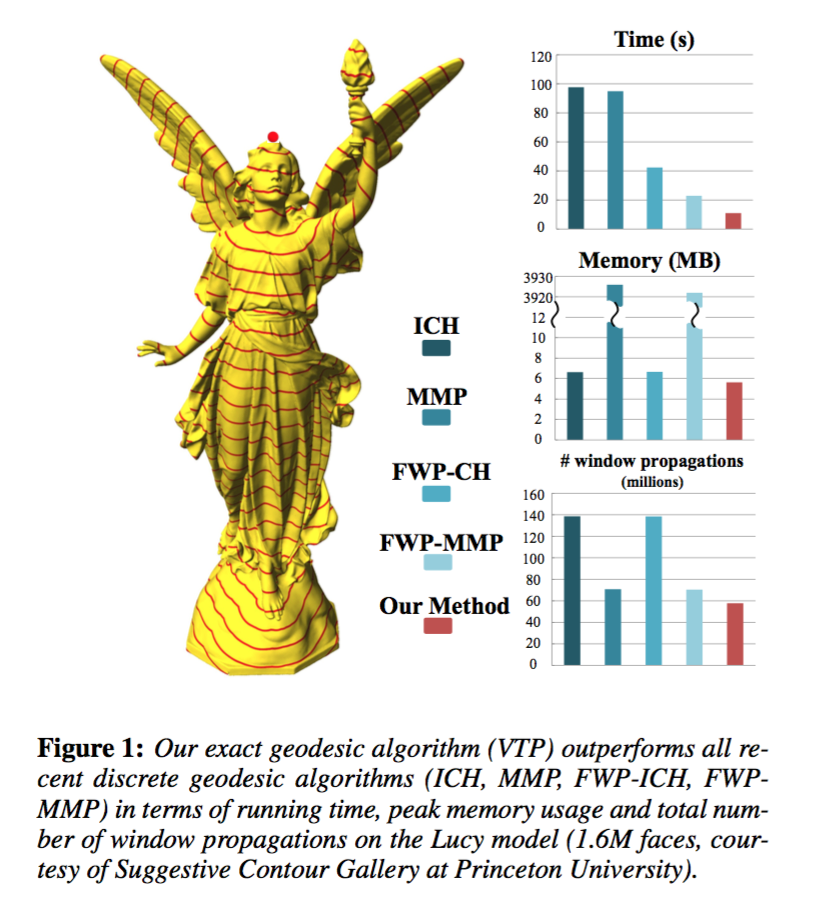 Time (s)
120
100
80
60
40
20
0
Memory (MB)
3930
3920
12
10
8
6
4
2
0
ICH
MMP
FWP-CH
FWP-MMP
Our Method
# window propagations
(millions)
160
140
120
100
80
60
40
20
0
Figure 1: Our exact geodesic algorithm (VTP) outperforms all re-
cent discrete geodesic algorithms (ICH, MMP, FWP-ICH, FWP-
MMP) in terms of running time, peak memory usage and total num-
ber of window propagations on the Lucy model (1.6M faces, cour-
tesy of Suggestive Contour Gallery at Princeton University).